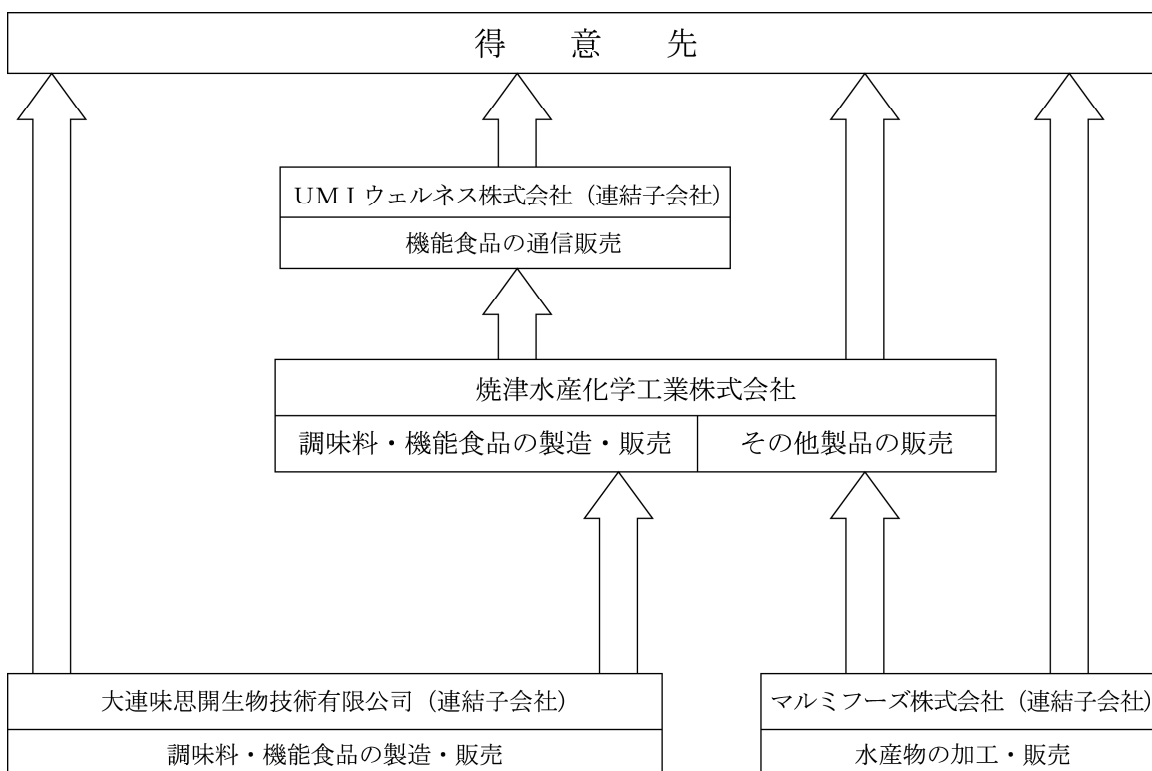 得意先
UMIウェルネス株式会社(連結子会社)
機能食品の通信販売
焼津水産化学工業株式会社
調味料・機能食品の製造・販売
その他製品の販売
大連味思開生物技術有限公司(連結子会社)
調味料・機能食品の製造・販売
マルミフーズ株式会社(連結子会社)
水産物の加工・販売